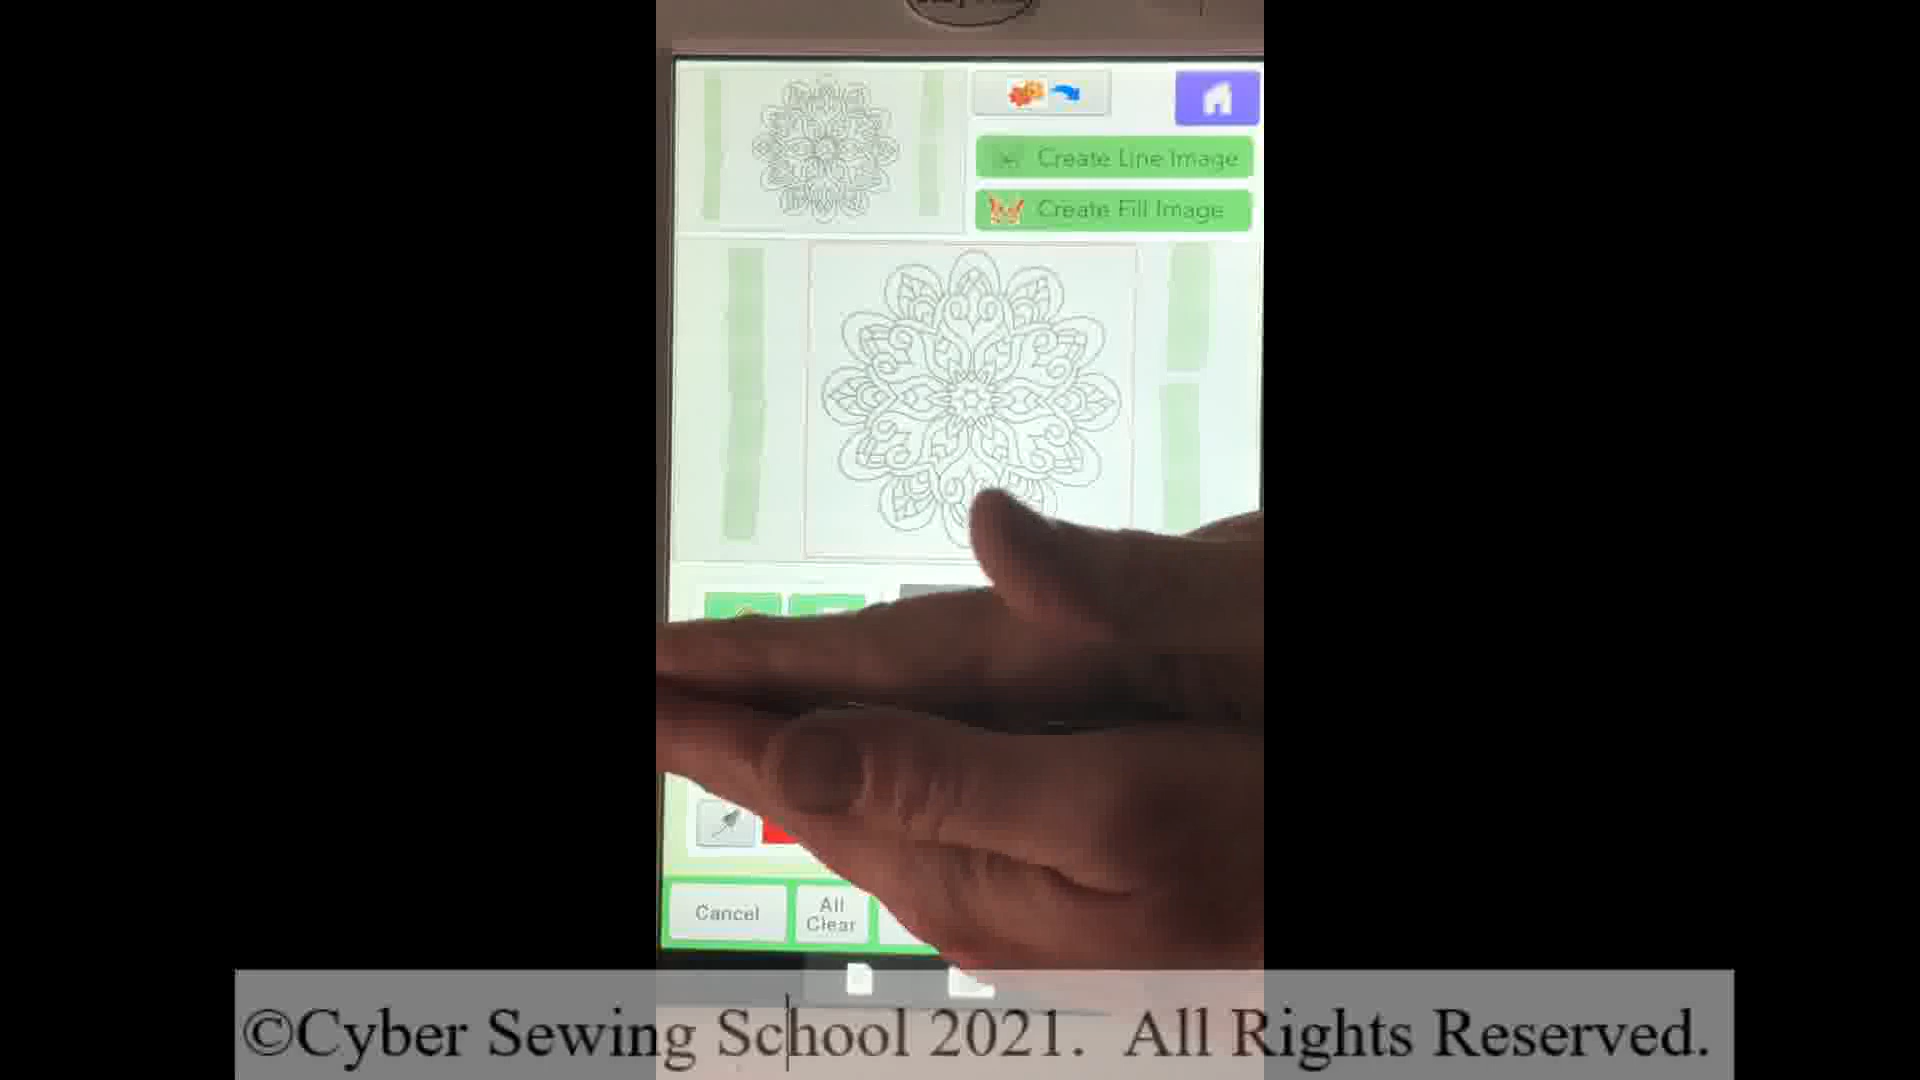 Create Line Image
Create Fill Image
Cancel
All
Clear
©Cyber Sewing School 2021. All Rights Reserved.